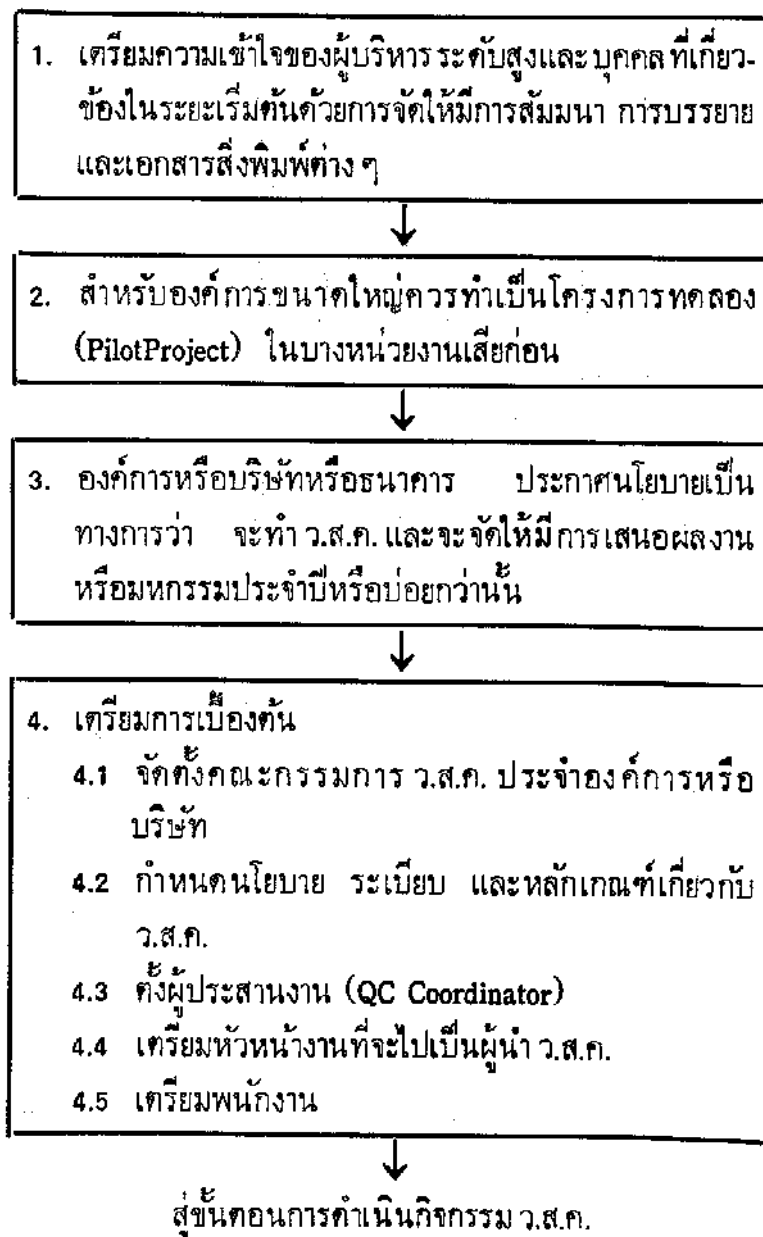 1. เตรียมความเข้าใจของผู้บริหารระดับสูงและบุคคลที่เกี่ยว-
ข้องในระยะเริ่มต้นด้วยการจัดให้มีการสัมมนา การบรรยาย
และเอกสารสิ่งพิมพ์ต่าง ๆ
2. สำหรับองค์การขนาดใหญ่ควรทำเป็นโครงการทดลอง
(PilotProject) ในบางหน่วยงานเสียก่อน
3. องค์การหรือบริษัทหรือธนาคาร ประกาศนโยบายเป็น
ทางการว่า จะทำ ว.ส.ค. และจะจัดให้มีการเสนอผลงาน
หรือมหกรรมประจำปีหรือบ่อยกว่านั้น
4. เตรียมการเบื้องต้น
4.1 จัดตั้งคณะกรรมการ ว.ส.ค. ประจำองค์การหรือ
บริษัท
4.2 กำหนดนโยบาย ระเบียบ และหลักเกณฑ์เกี่ยวกับ
ว.ส.ค.
4.3 ตั้งผู้ประสานงาน (QC Coordinator)
4.4 เตรียมหัวหน้างานที่จะไปเป็นผู้นำ ว.ส.ค.
4.5 เตรียมพนักงาน
สู่ขั้นตอนการดำเนินกิจกรรม ว.ส.ค.